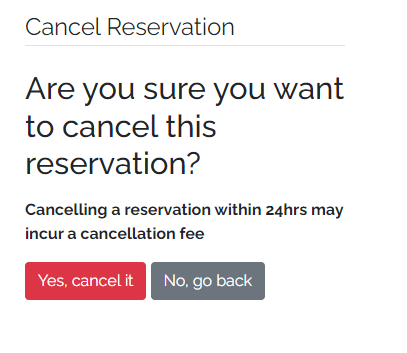 Cancel Reservation
Are you sure you want
to cancel this
reservation?
Cancelling a reservation within 24hrs may
incur a cancellation fee
Yes, cancel it No, go back